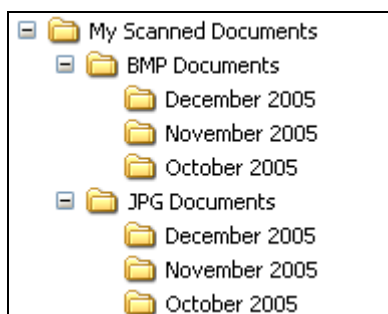 My Scanned Documents
BMP Documents
December 2005
November 2005
October 2005
JPG Documents
December 2005
November 2005
October 2005